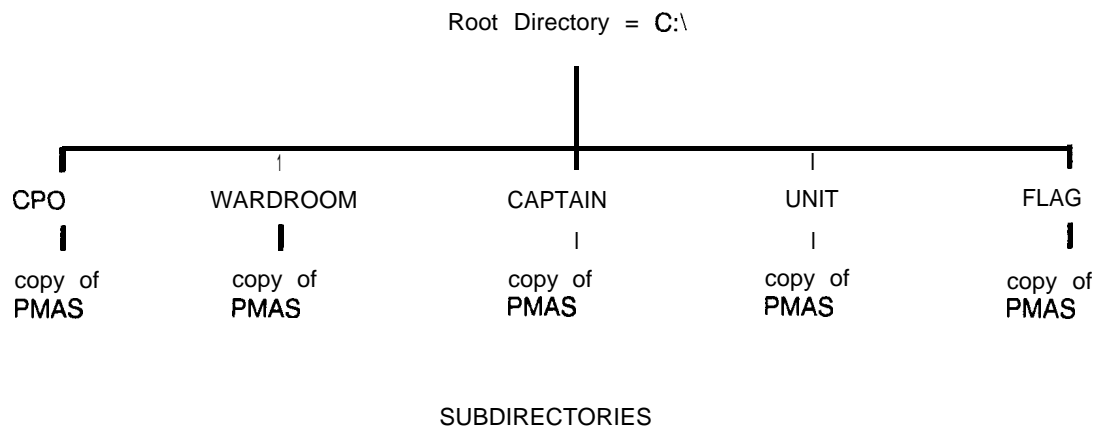 Root Directory = C:\
CPO WARDROOM CAPTAIN UNIT FLAG
copy of copy of copy of copy of copy of
PMAS PMAS PMAS PMAS PMAS
SUBDIRECTORIES